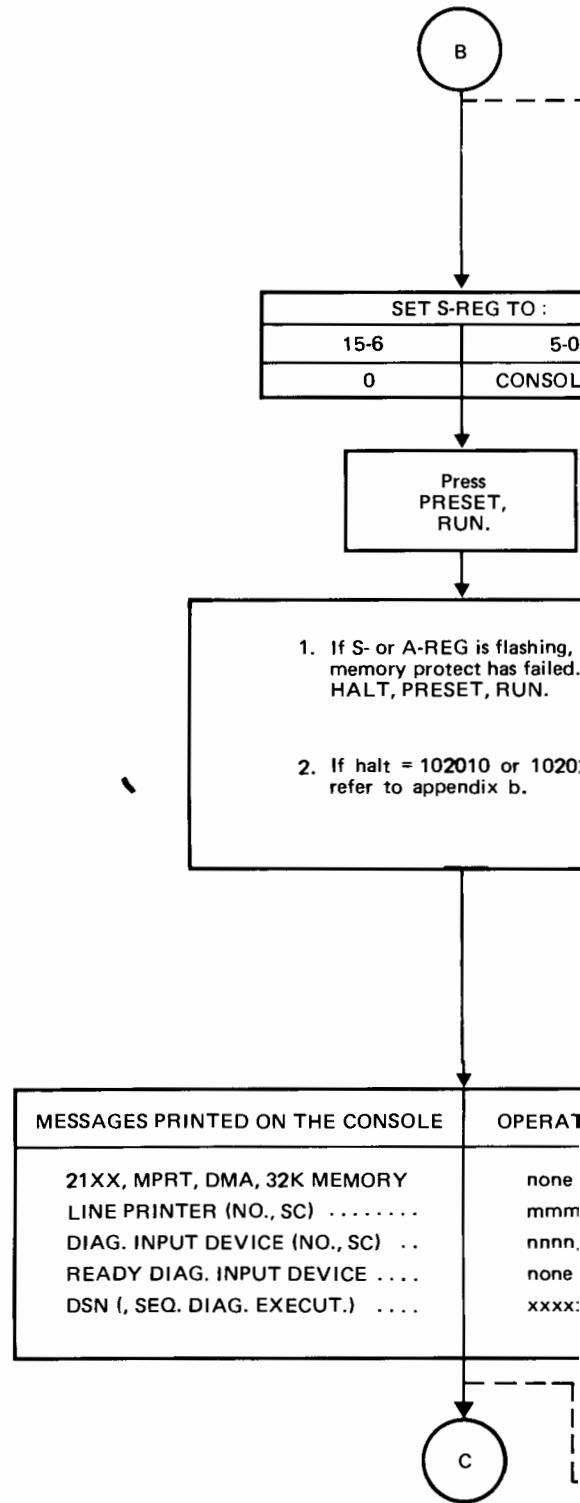 B
SET S-REG TO :
15-6 5-0
0
Press
PRESET,
RUN.
1. If S- or A-REG is flashing,
memory protect has failed.
HALT, PRESET, RUN.
2. If halt = 102010 or
refer to appendix b.
MESSAGES PRINTED ON THE CONSOLE
21XX, MPRT, DMA, 32K MEMORY none
LINE PRINTER (NO., SC) ........
DIAG. INPUT DEVICE (NO., SC) ..
READY DIAG. INPUT DEVICE .... none
DSN (, SEQ. DIAG. EXECUT.) ....
C